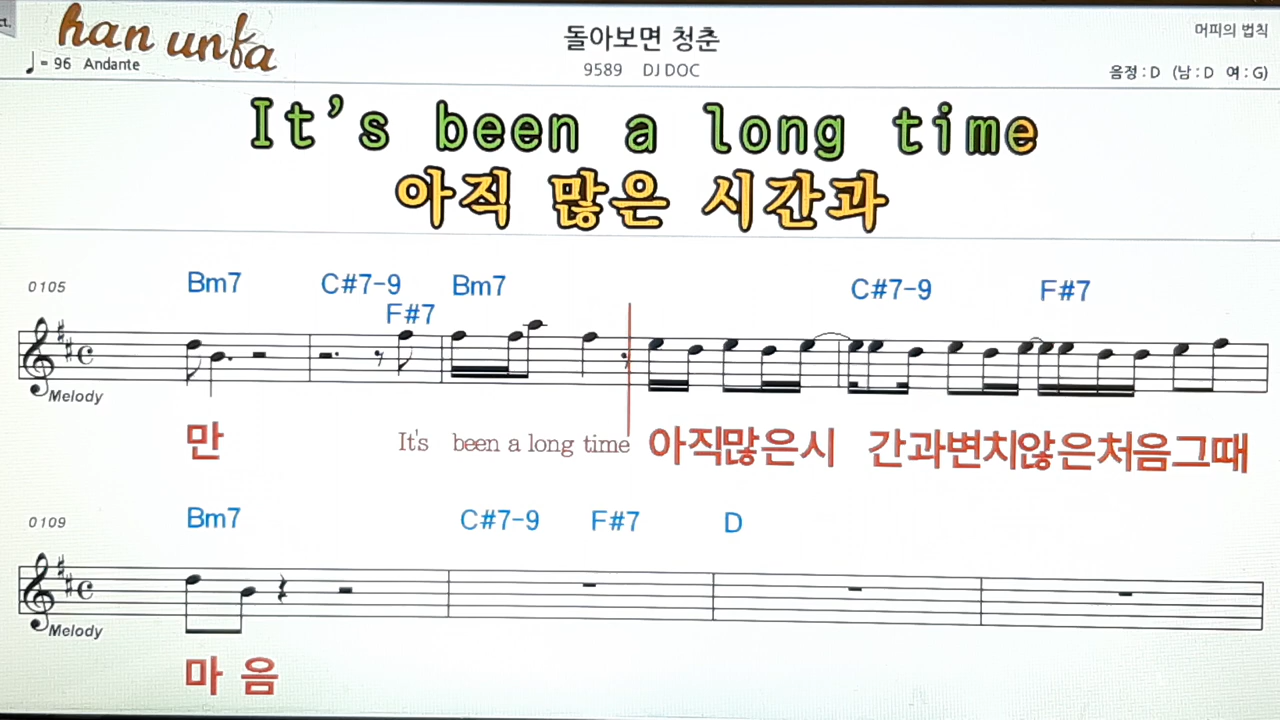 ct.
han unfa
돌아보면 청춘
머피의 법칙
♩= 96 Andante
9589 DJ DOC
음정 : D (남 : D 여 : G)
It's been a long time
아직 많은 시간과
0105 Bm7 C#7-9 F#7 Bm7 C#7-9 F#7
Melody
만 It's been a long time 아직많은시 간과변치않은처음그때
0109 Bm7 C#7-9 F#7 D
Melody
마 음